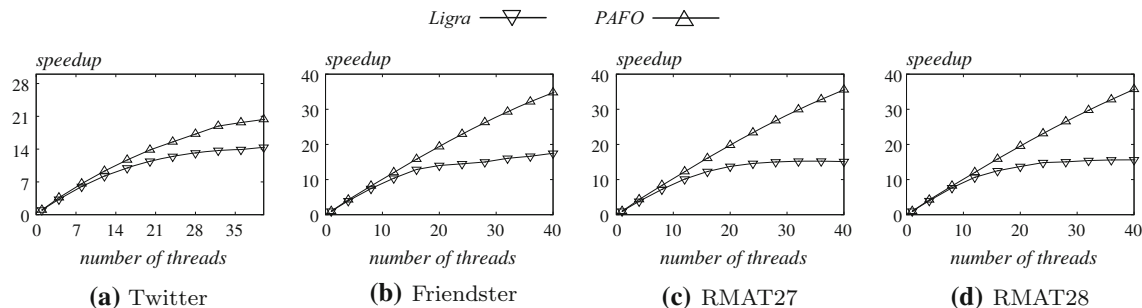 Ligra PAFO
speedup speedup speedup speedup
28 40 40 40
21 30 30 30
14 20 20 20
7 10 10 10
0 0 0 0
0 7 14 21 28 35 0 10 20 30 40 0 10 20 30 40 0 10 20 30 40
number of threads number of threads number of threads number of threads
(a) Twitter (b) Friendster (c) RMAT27 (d) RMAT28